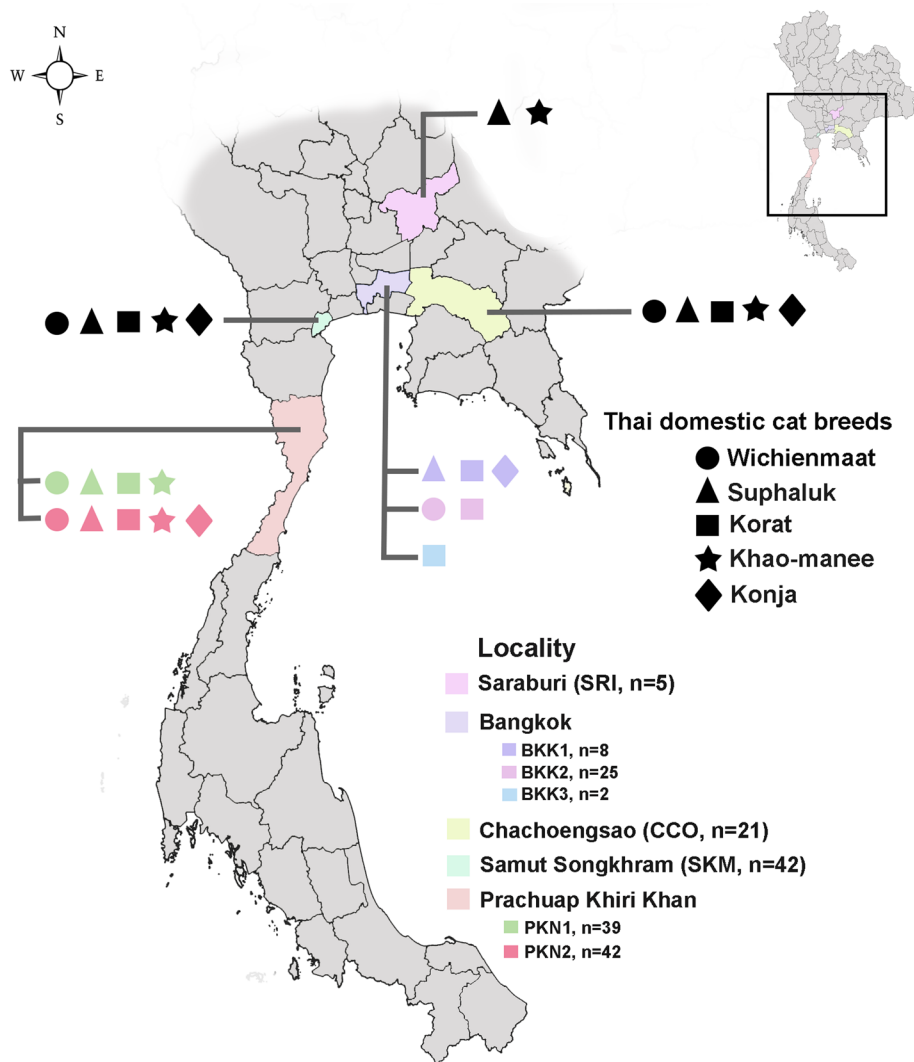 N
W E
S
Thai domestic cat breeds
Wichienmaat
Suphaluk
Korat
Khao-manee
Konja
Locality
Saraburi (SRI, n=5)
Bangkok
BKK1, n=8
BKK2, n=25
BKK3, n=2
Chachoengsao (CCO, n=21)
Samut Songkhram (SKM, n=42)
Prachuap Khiri Khan
PKN1, n=39
PKN2, n=42